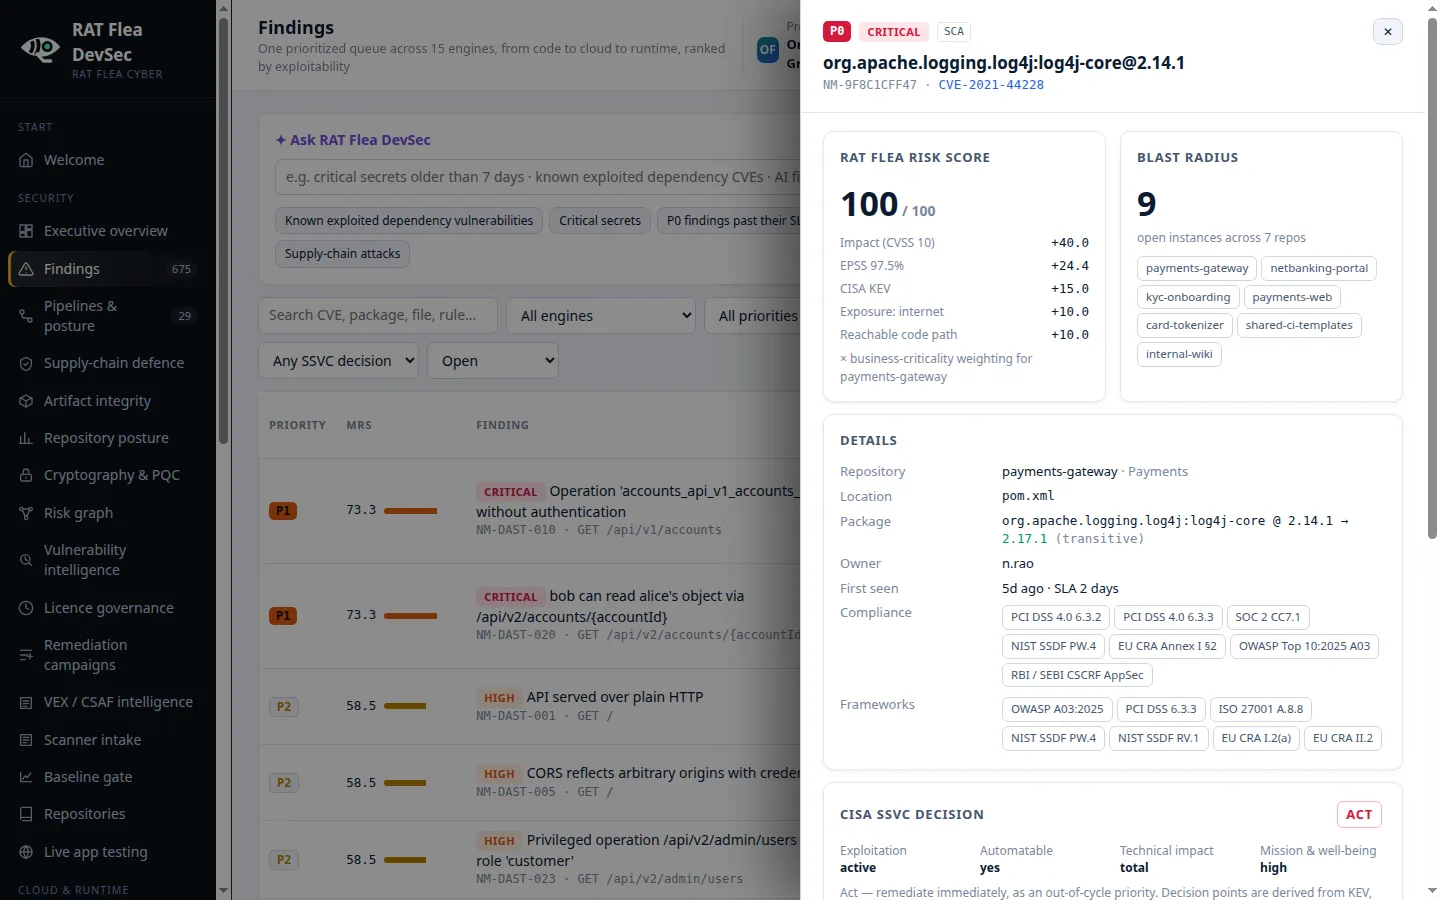 RAT Flea
DevSec
RAT FLEA CYBER
START
Welcome
SECURITY
Executive overview
Findings 675
Pipelines &
posture 29
Supply-chain defence
Artifact integrity
Repository posture
Cryptography & PQC
Risk graph
Vulnerability
intelligence
Licence governance
Remediation
campaigns
VEX / CSAF intelligence
Scanner intake
Baseline gate
Repositories
Live app testing
CLOUD & RUNTIME
Findings
One prioritized queue across 15 engines, from code to cloud to runtime, ranked
by exploitability
OF
✦ Ask RAT Flea DevSec
e.g. critical secrets older than 7 days · known exploited dependency CVEs · AI fi
Known exploited dependency vulnerabilities Critical secrets P0 findings past their SL
Supply-chain attacks
Search CVE, package, file, rule... All engines All priorities
Any SSVC decision Open
PRIORITY MRS FINDING
P1 73.3 CRITICAL Operation 'accounts_api_v1_accounts_
without authentication
NM-DAST-010 · GET /api/v1/accounts
P1 73.3 CRITICAL bob can read alice's object via
/api/v2/accounts/{accountId}
NM-DAST-020 · GET /api/v2/accounts/{accountId
P2 58.5 HIGH API served over plain HTTP
NM-DAST-001 · GET /
P2 58.5 HIGH CORS reflects arbitrary origins with creden
NM-DAST-005 · GET /
P2 58.5 HIGH Privileged operation /api/v2/admin/users
role 'customer'
NM-DAST-023 · GET /api/v2/admin/users
P0 CRITICAL SCA
×
org.apache.logging.log4j:log4j-core@2.14.1
NM-9F8C1CFF47 · CVE-2021-44228
RAT FLEA RISK SCORE
100 / 100
Impact (CVSS 10) +40.0
EPSS 97.5% +24.4
CISA KEV +15.0
Exposure: internet +10.0
Reachable code path +10.0
× business-criticality weighting for
payments-gateway
BLAST RADIUS
9
open instances across 7 repos
payments-gateway netbanking-portal
kyc-onboarding payments-web
card-tokenizer shared-ci-templates
internal-wiki
DETAILS
Repository payments-gateway · Payments
Location pom.xml
Package org.apache.logging.log4j:log4j-core @ 2.14.1 →
2.17.1 (transitive)
Owner n.rao
First seen 5d ago · SLA 2 days
Compliance PCI DSS 4.0 6.3.2 PCI DSS 4.0 6.3.3 SOC 2 CC7.1
NIST SSDF PW.4 EU CRA Annex I §2 OWASP Top 10:2025 A03
RBI / SEBI CSCRF AppSec
Frameworks OWASP A03:2025 PCI DSS 6.3.3 ISO 27001 A.8.8
NIST SSDF PW.4 NIST SSDF RV.1 EU CRA I.2(a) EU CRA II.2
CISA SSVC DECISION ACT
Exploitation Automatable Technical impact Mission & well-being
active yes total high
Act — remediate immediately, as an out-of-cycle priority. Decision points are derived from KEV,